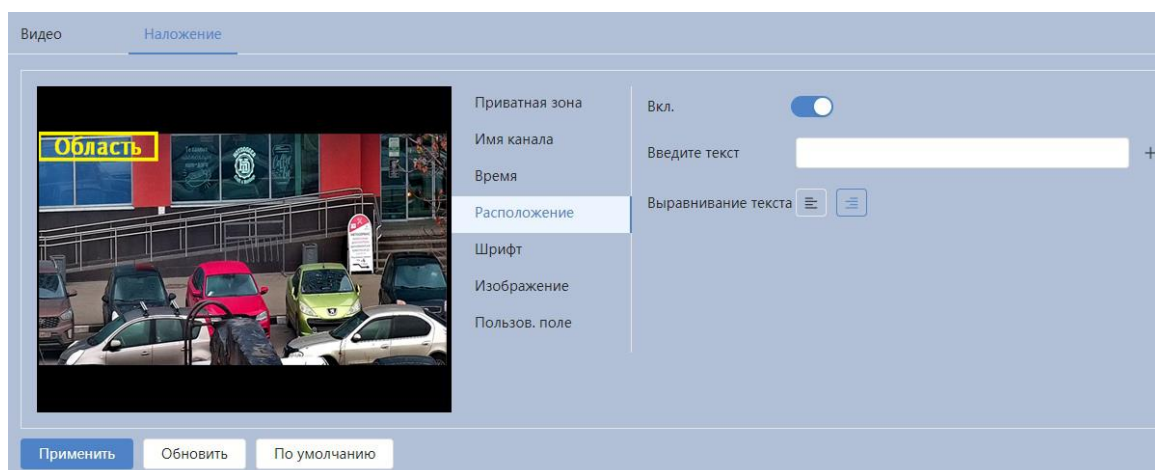 Видео Наложение
Область
Приватная зона
Имя канала
Время
Расположение
Шрифт
Изображение
Пользов. поле
Вкл.
Введите текст +
Выравнивание текста
Применить Обновить По умолчанию